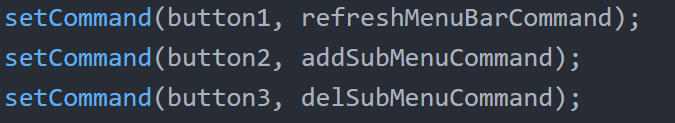 setCommand(button1, refreshMenuBarCommand);
setCommand(button2, addSubMenuCommand);
setCommand(button3, delSubMenuCommand);